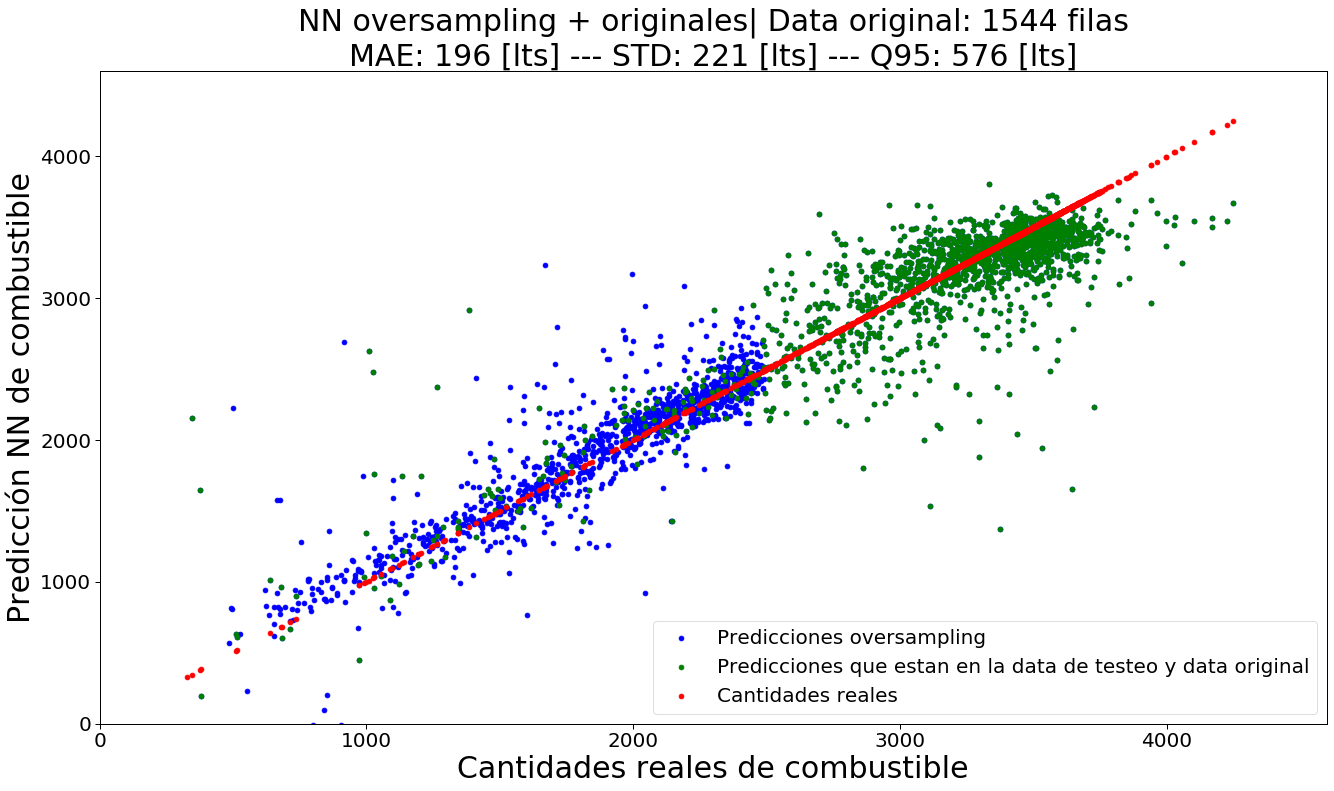 NN oversampling + originales| Data original: 1544 filas
MAE: 196 [lts] --- STD: 221 [lts] --- Q95: 576 [lts]
Predicción NN de combustible
4000
3000
2000
1000
0
Predicciones oversampling
Predicciones que estan en la data de testeo y data original
Cantidades reales
0 1000 2000 3000 4000
Cantidades reales de combustible